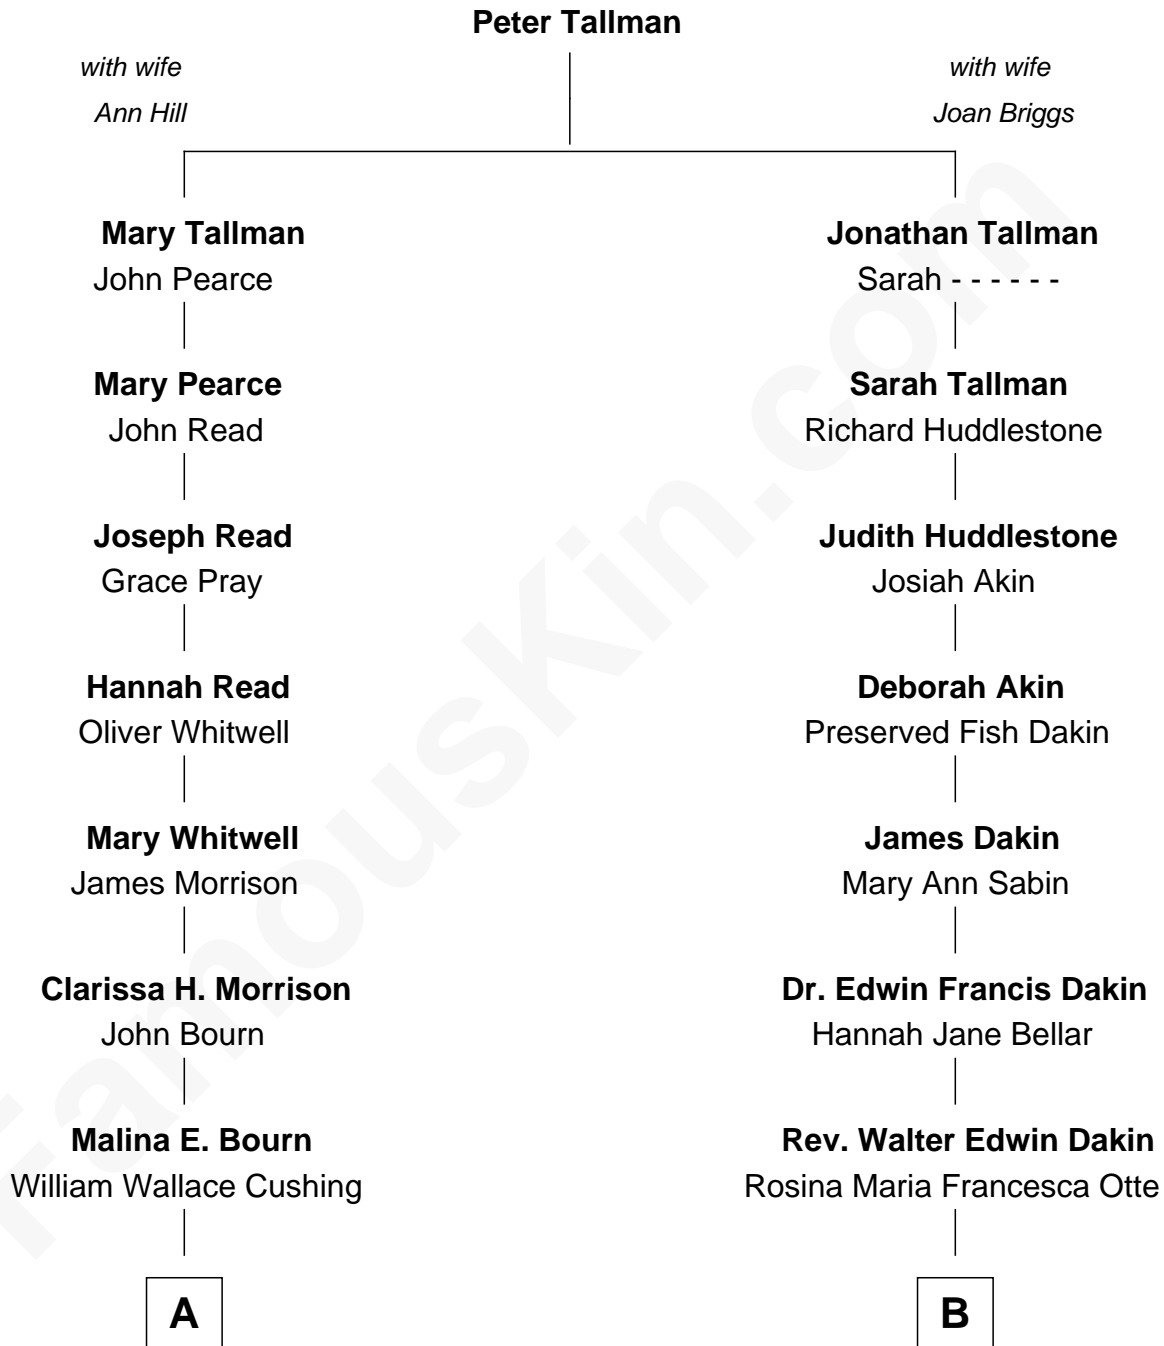 Peter Tallman
with wife
Ann Hill
with wife
Joan Briggs
Mary Tallman
John Pearce
Mary Pearce
John Read
Joseph Read
Grace Pray
Hannah Read
Oliver Whitwell
Mary Whitwell
James Morrison
Clarissa H. Morrison
John Bourn
Malina E. Bourn
William Wallace Cushing
A
Jonathan Tallman
Sarah - - - - - -
Sarah Tallman
Richard Huddlestone
Judith Huddlestone
Josiah Akin
Deborah Akin
Preserved Fish Dakin
James Dakin
Mary Ann Sabin
Dr. Edwin Francis Dakin
Hannah Jane Bellar
Rev. Walter Edwin Dakin
Rosina Maria Francesca Otte
B
FamousKin.com